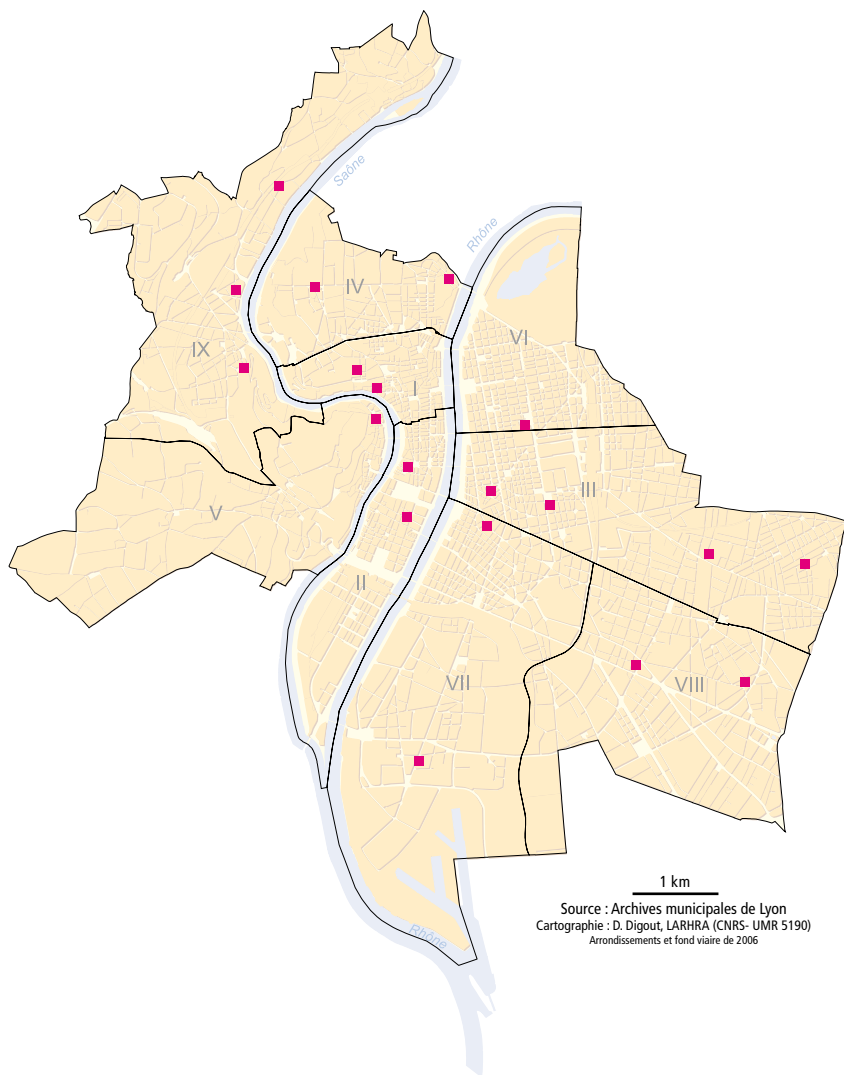 Saône
Rhône
IV
VI
IX
I
III
V
II
VII
VIII
1 km
Source : Archives municipales de Lyon
Cartographie : D. Digout, LARHRA (CNRS- UMR 5190)
Arrondissements et fond viaire de 2006
Rhône